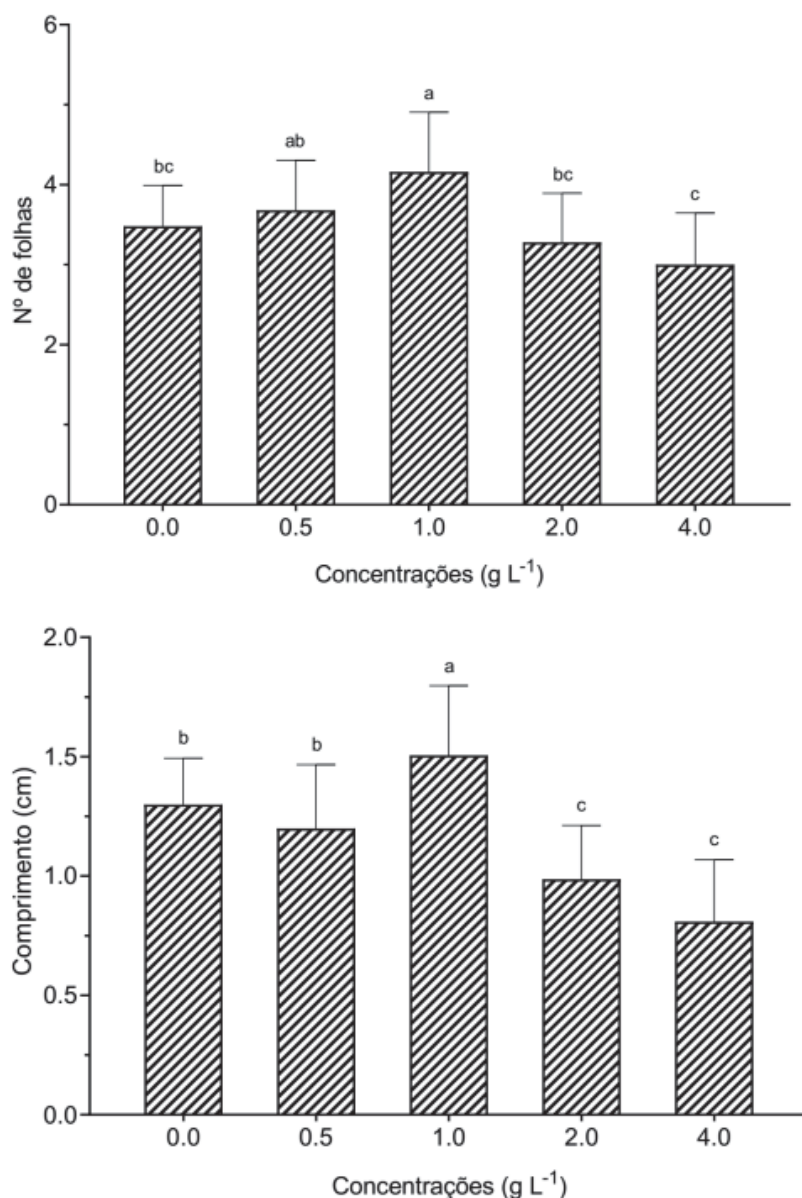 6
a
ab
bc
bc
4
c
Nº de folhas
2
0
0.0 0.5 1.0 2.0 4.0
Concentrações (g L⁻¹)
2.0
a
b
b
1.5
c
c
Comprimento (cm)
1.0
0.5
0.0
0.0 0.5 1.0 2.0 4.0
Concentrações (g L⁻¹)